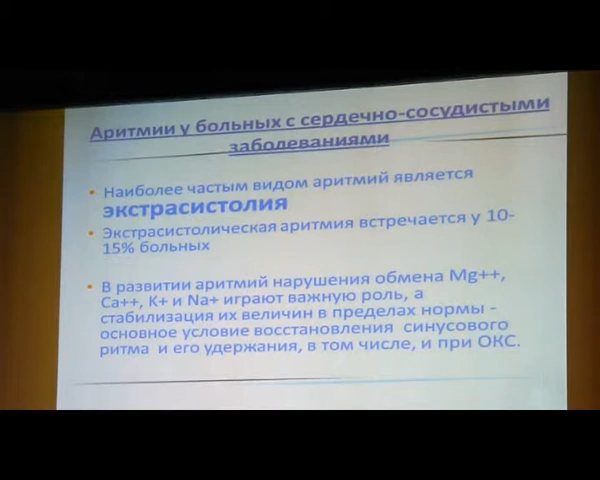 Аритмии у больных с сердечно-сосудистыми
заболеваниями
• Наиболее частым видом аритмий является
экстрасистолия
• Экстрасистолическая аритмия встречается у 10-
15% больных
• В развитии аритмий нарушения обмена Mg++,
Ca++, K+ и Na+ играют важную роль, а
стабилизация их величин в пределах нормы -
основное условие восстановления синусового
ритма и его удержания, в том числе, и при ОКС.